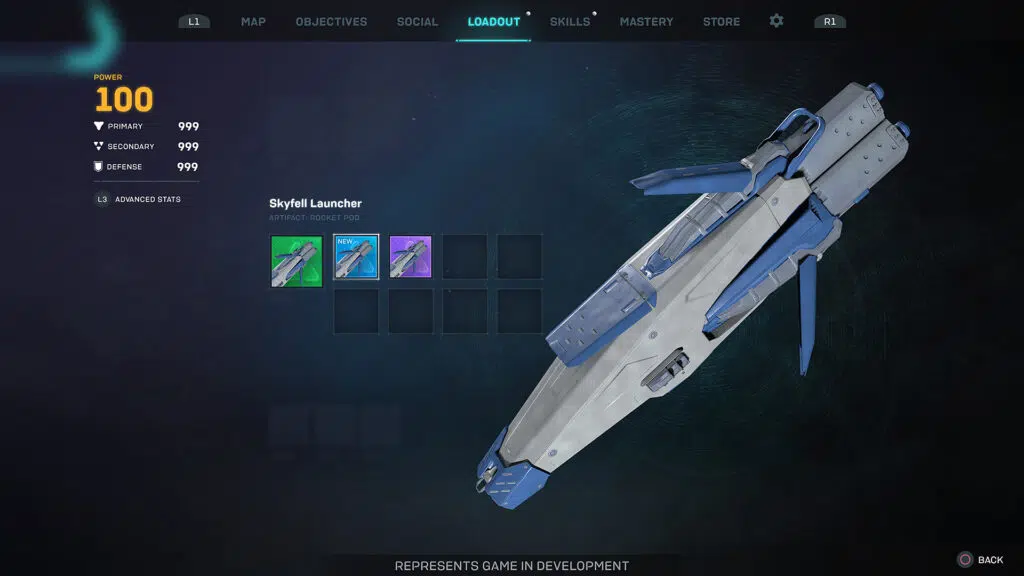 L1 MAP OBJECTIVES SOCIAL LOADOUT SKILLS MASTERY STORE R1
POWER
100
PRIMARY 999
SECONDARY 999
DEFENSE 999
L3 ADVANCED STATS
Skyfell Launcher
ARTIFACT: ROCKET POD
NEW
REPRESENTS GAME IN DEVELOPMENT
BACK